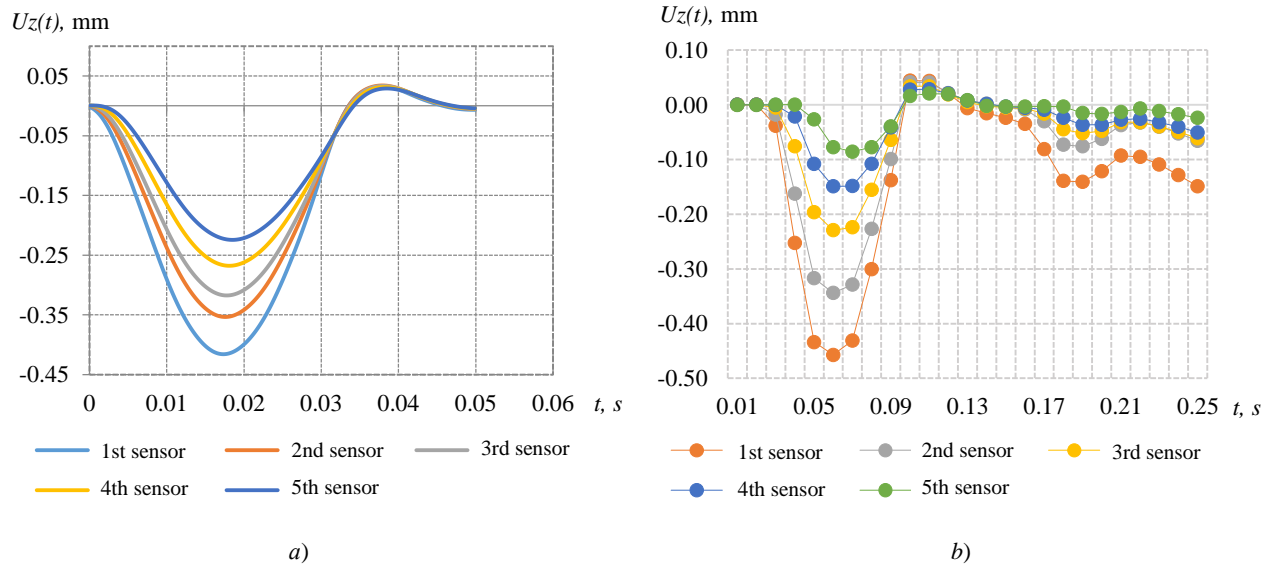 Uz(t), mm
0.05
-0.05
-0.15
-0.25
-0.35
-0.45
0 0.01 0.02 0.03 0.04 0.05 0.06 t, s
1st sensor 2nd sensor 3rd sensor
4th sensor 5th sensor
a)
Uz(t), mm
0.10
0.00
-0.10
-0.20
-0.30
-0.40
-0.50
0.01 0.05 0.09 0.13 0.17 0.21 0.25 t, s
1st sensor 2nd sensor 3rd sensor
4th sensor 5th sensor
b)